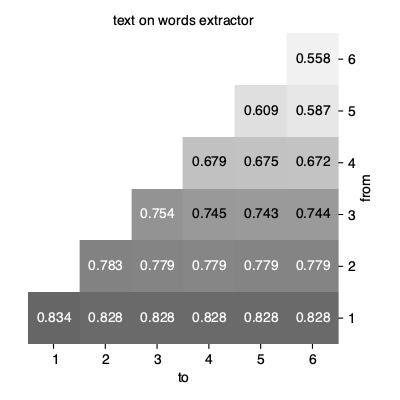 text on words extractor
0.558 6
0.609 0.587 5
0.679 0.675 0.672 4
0.754 0.745 0.743 0.744 3
0.783 0.779 0.779 0.779 0.779 2
0.834 0.828 0.828 0.828 0.828 0.828 1
from
1 2 3 4 5 6
to